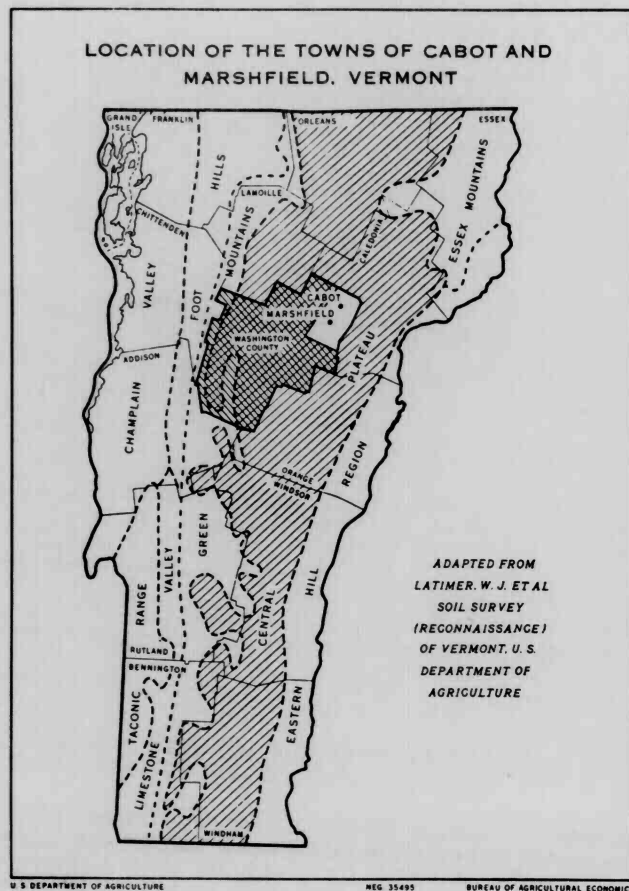 LOCATION OF THE TOWNS OF CABOT AND
MARSHFIELD, VERMONT
GRAND
ISLE
FRANKLIN
ORLEANS
ESSEX
HILLS
LAMOILLE
MOUNTAINS
CHITTENDEN
CALEDONIA
ESSEX MOUNTAINS
VALLEY
FOOT
CABOT
MARSHFIELD
WASHINGTON
COUNTY
PLATEAU
ADDISON
CHAMPLAIN
REGION
ORANGE
WINDSOR
GREEN
VALLEY
RANGE
CENTRAL
HILL
RUTLAND
BENNINGTON
TACONIC
LIMESTONE
EASTERN
WINDHAM
ADAPTED FROM
LATIMER, W. J. ET AL
SOIL SURVEY
(RECONNAISSANCE)
OF VERMONT, U. S.
DEPARTMENT OF
AGRICULTURE
U. S DEPARTMENT OF AGRICULTURE
NEG 35495
BUREAU OF AGRICULTURAL ECONOMIC